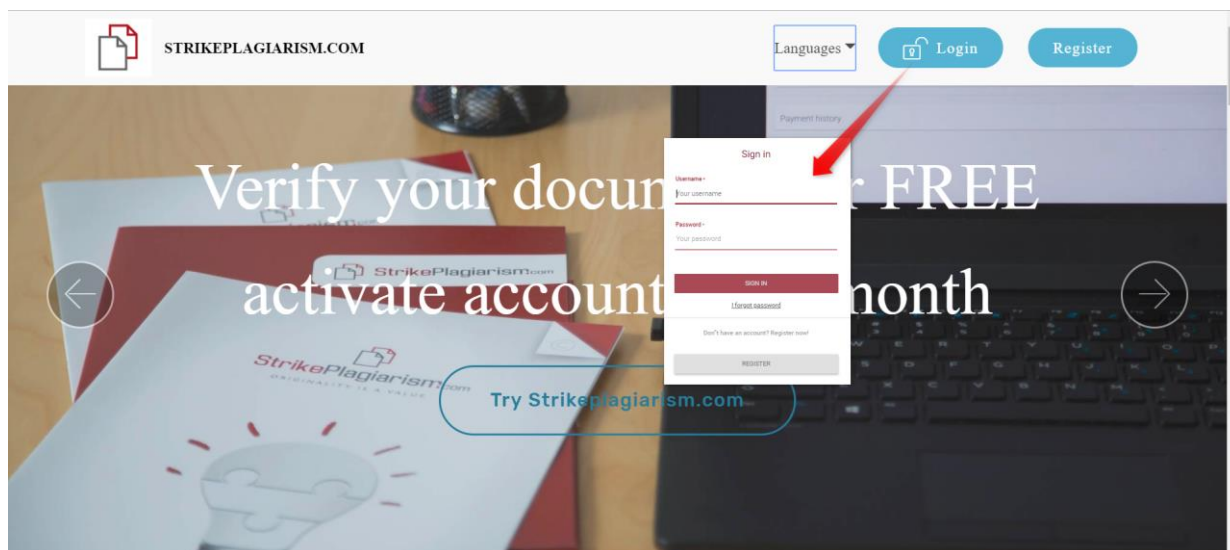 STRIKEPLAGIARISM.COM
Languages
Login
Register
Payment history
Verify your docum r FREE
activate account month
Sign in
Username *
Your username
Password *
Your password
SIGN IN
I forgot password
Don't have an account? Register now!
REGISTER
StrikePlagiarism.com
StrikePlagiarism.com
ORIGINALITY IS A VALUE
Try Strikeplagiarism.com